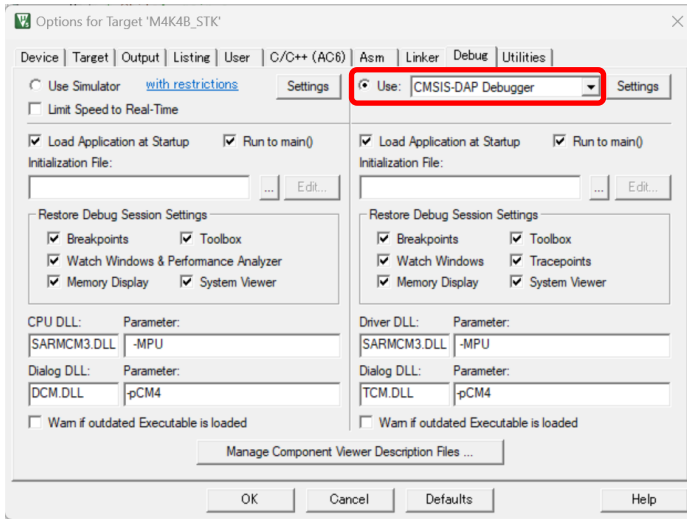 Options for Target 'M4K4B_STK'
Device Target Output Listing User C/C++ (AC6) Asm Linker Debug Utilities
Use Simulator with restrictions Settings Use: CMSIS-DAP Debugger Settings
Limit Speed to Real-Time
Load Application at Startup Run to main() Load Application at Startup Run to main()
Initialization File: Initialization File:
... Edit... ... Edit...
Restore Debug Session Settings Restore Debug Session Settings
Breakpoints Toolbox Breakpoints Toolbox
Watch Windows & Performance Analyzer Watch Windows Tracepoints
Memory Display System Viewer Memory Display System Viewer
CPU DLL: Parameter: Driver DLL: Parameter:
SARMCM3.DLL -MPU SARMCM3.DLL -MPU
Dialog DLL: Parameter: Dialog DLL: Parameter:
DCM.DLL -pCM4 TCM.DLL -pCM4
Warn if outdated Executable is loaded Warn if outdated Executable is loaded
Manage Component Viewer Description Files ...
OK Cancel Defaults Help